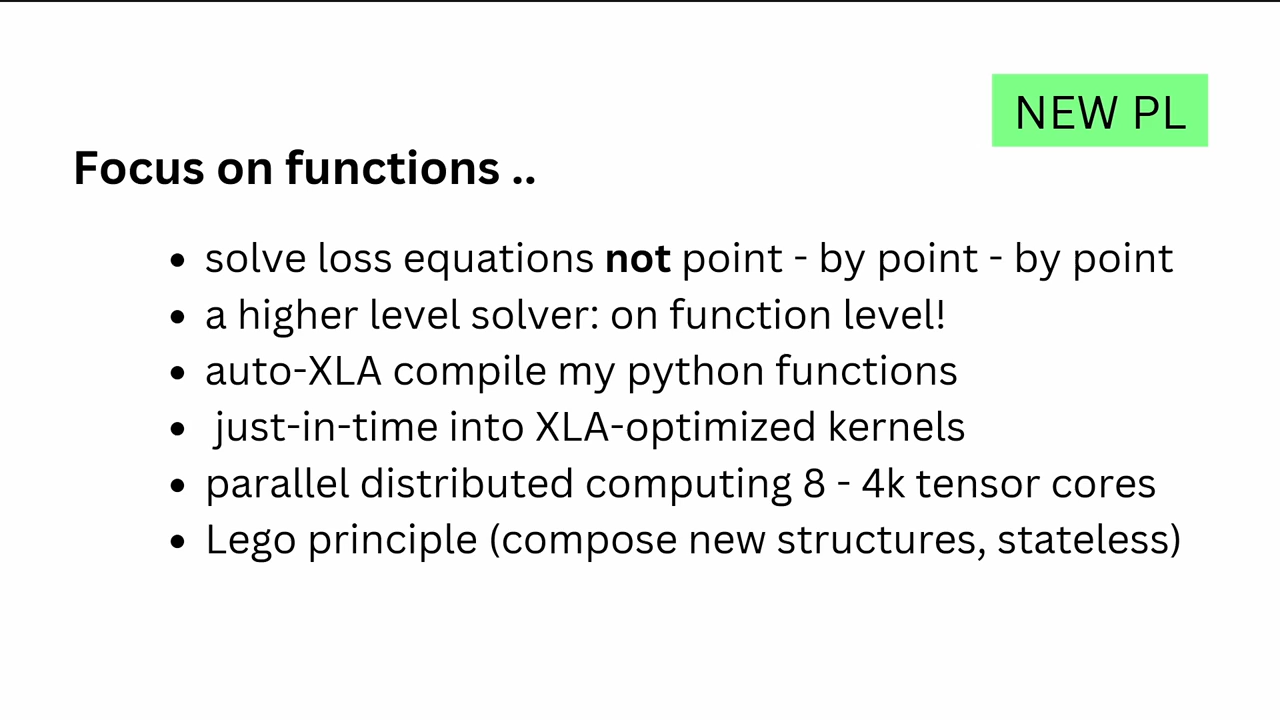 NEW PL
Focus on functions ..
• solve loss equations not point - by point - by point
• a higher level solver: on function level!
• auto-XLA compile my python functions
• just-in-time into XLA-optimized kernels
• parallel distributed computing 8 - 4k tensor cores
• Lego principle (compose new structures, stateless)